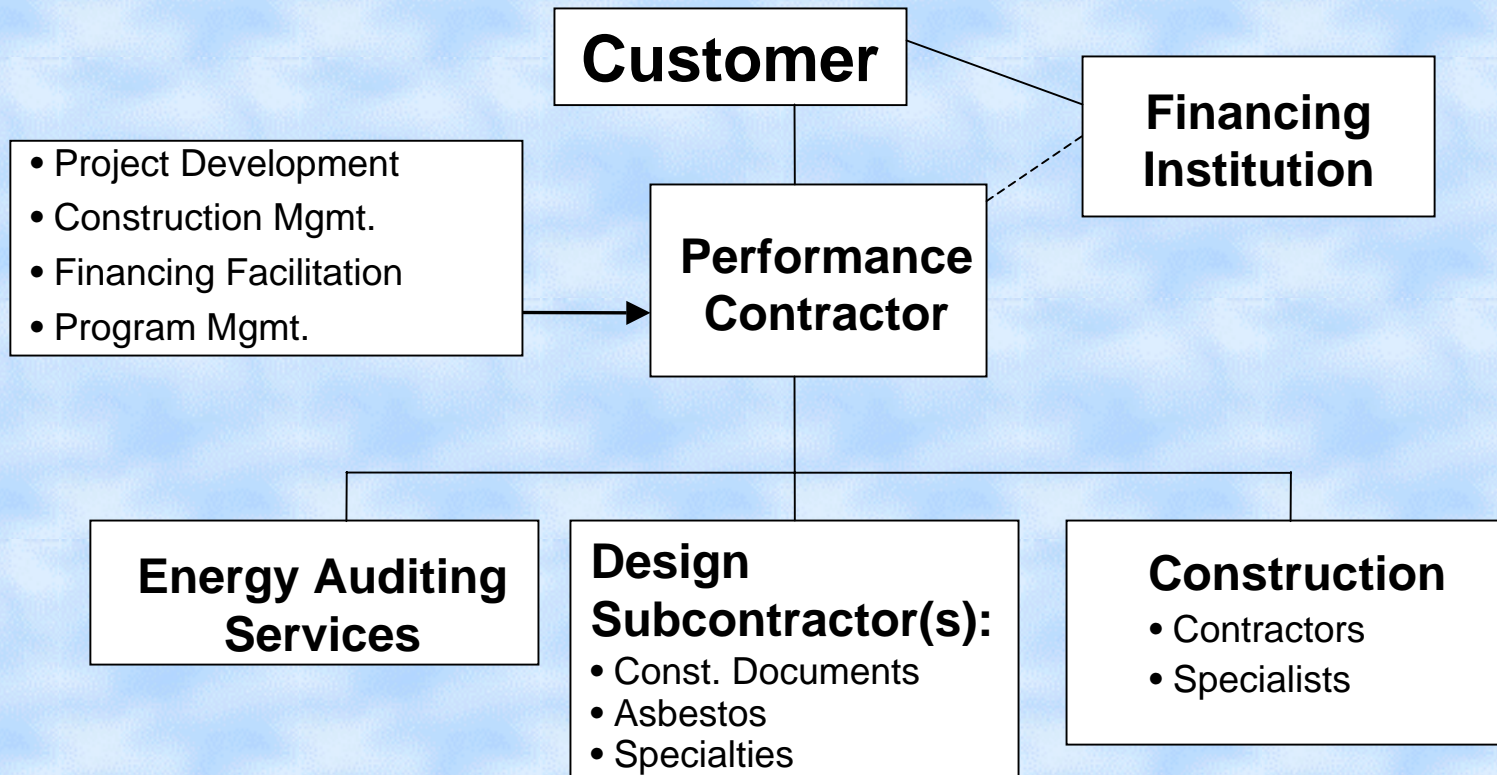 Customer
Financing
Institution
• Project Development
• Construction Mgmt.
• Financing Facilitation
• Program Mgmt.
Performance
Contractor
Energy Auditing
Services
Design
Subcontractor(s):
• Const. Documents
• Asbestos
• Specialties
Construction
• Contractors
• Specialists